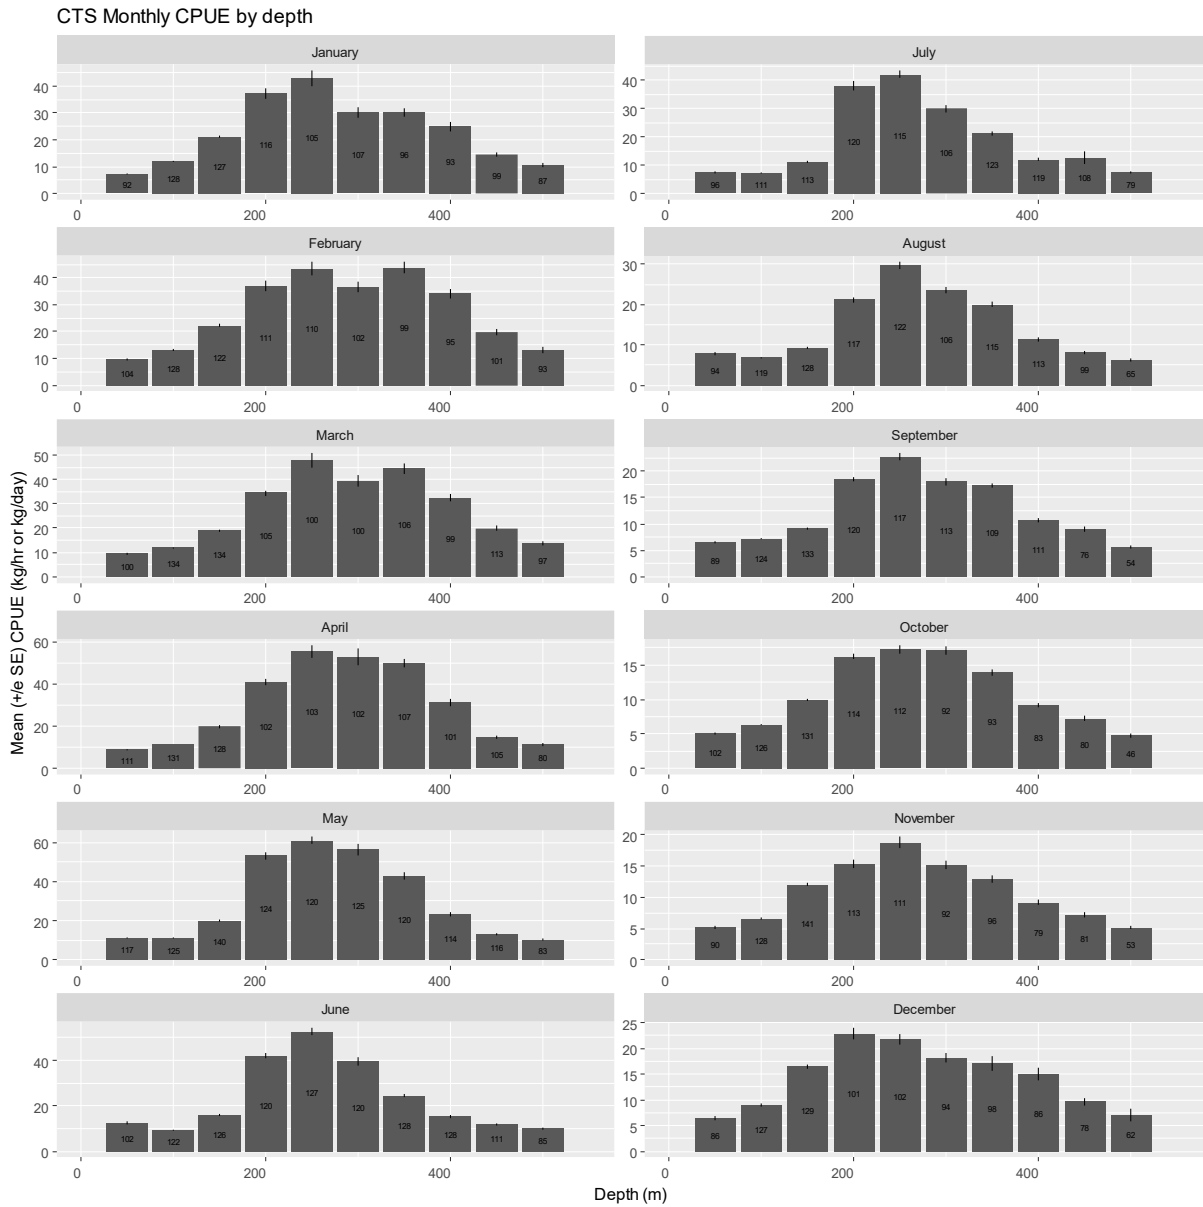 CTS Monthly CPUE by depth
Mean (+/e SE) CPUE (kg/hr or kg/day)
January
40
30
20
10
0
92 128 127 116 105 107 96 93 99 87
0 200 400
July
40
30
20
10
0
96 111 113 120 115 106 123 119 108 79
0 200 400
February
40
30
20
10
0
104 128 122 111 110 102 99 95 101 93
0 200 400
August
30
20
10
0
94 119 128 117 122 106 115 113 99 65
0 200 400
March
50
40
30
20
10
0
100 134 134 105 100 100 106 99 113 97
0 200 400
September
20
15
10
5
0
89 124 133 120 117 113 109 111 76 54
0 200 400
April
60
40
20
0
111 131 128 102 103 102 107 101 105 80
0 200 400
October
15
10
5
0
102 126 131 114 112 92 93 83 80 46
0 200 400
May
60
40
20
0
117 125 140 124 120 125 120 114 116 83
0 200 400
November
20
15
10
5
0
90 128 141 113 111 92 96 79 81 53
0 200 400
June
40
20
0
102 122 126 120 127 120 128 128 111 85
0 200 400
December
25
20
15
10
5
0
86 127 129 101 102 94 98 86 78 62
0 200 400
Depth (m)